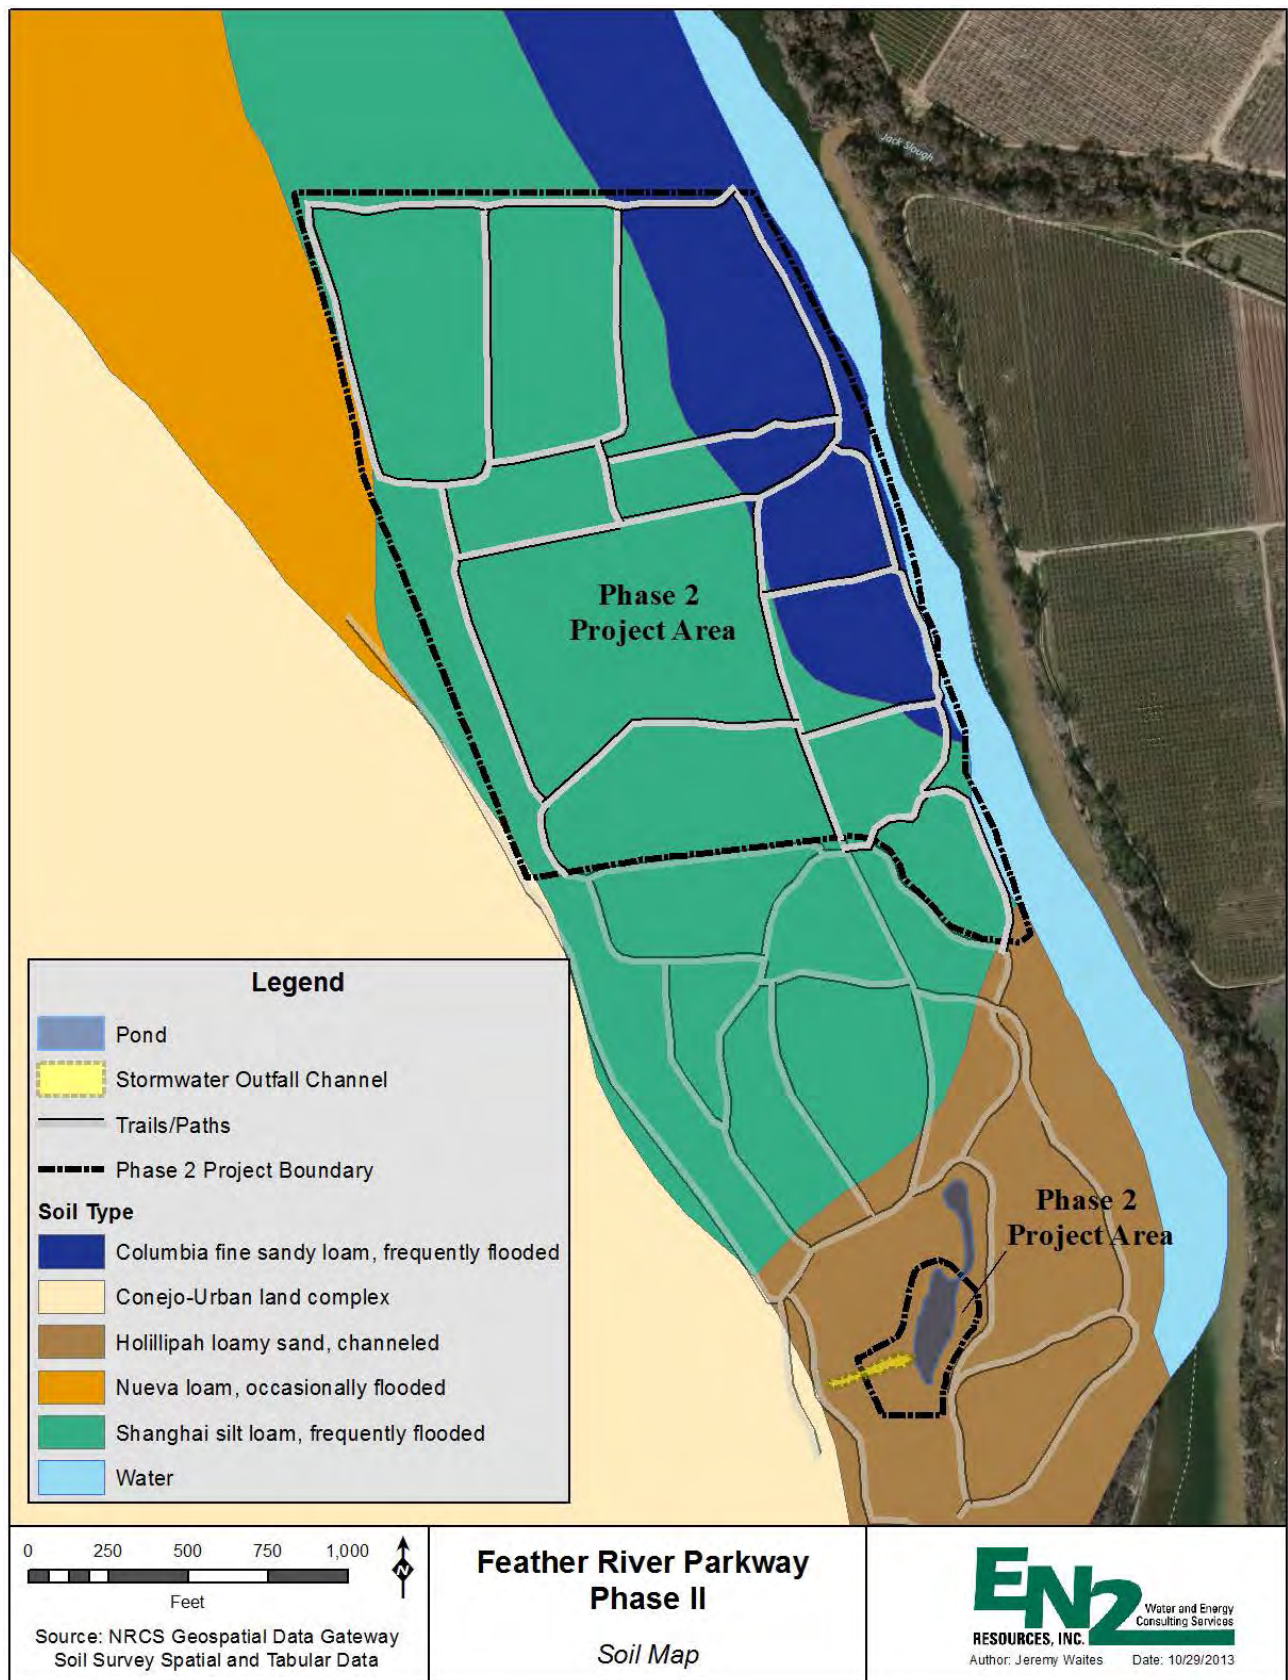 Jack Slough
Phase 2
Project Area
Phase 2
Project Area
Legend
Pond
Stormwater Outfall Channel
Trails/Paths
Phase 2 Project Boundary
Soil Type
Columbia fine sandy loam, frequently flooded
Conejo-Urban land complex
Holillipah loamy sand, channeled
Nueva loam, occasionally flooded
Shanghai silt loam, frequently flooded
Water
0 250 500 750 1,000
Feet
N
Source: NRCS Geospatial Data Gateway
Soil Survey Spatial and Tabular Data
Feather River Parkway
Phase II
Soil Map
EN2
RESOURCES, INC.
Water and Energy
Consulting Services
Author: Jeremy Waites Date: 10/29/2013